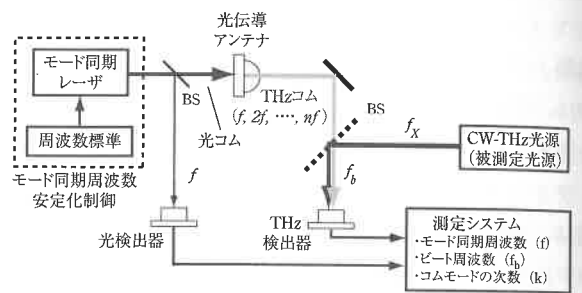 モード同期
レーザ
周波数標準
モード同期周波数
安定化制御
BS
光コム
光伝導
アンテナ
THzコム
(f, 2f, ‥‥, nf)
BS
f
f_X
f_b
CW-THz光源
(被測定光源)
光検出器
THz
検出器
測定システム
・モード同期周波数 (f)
・ビート周波数 (f_b)
・コムモードの次数 (k)